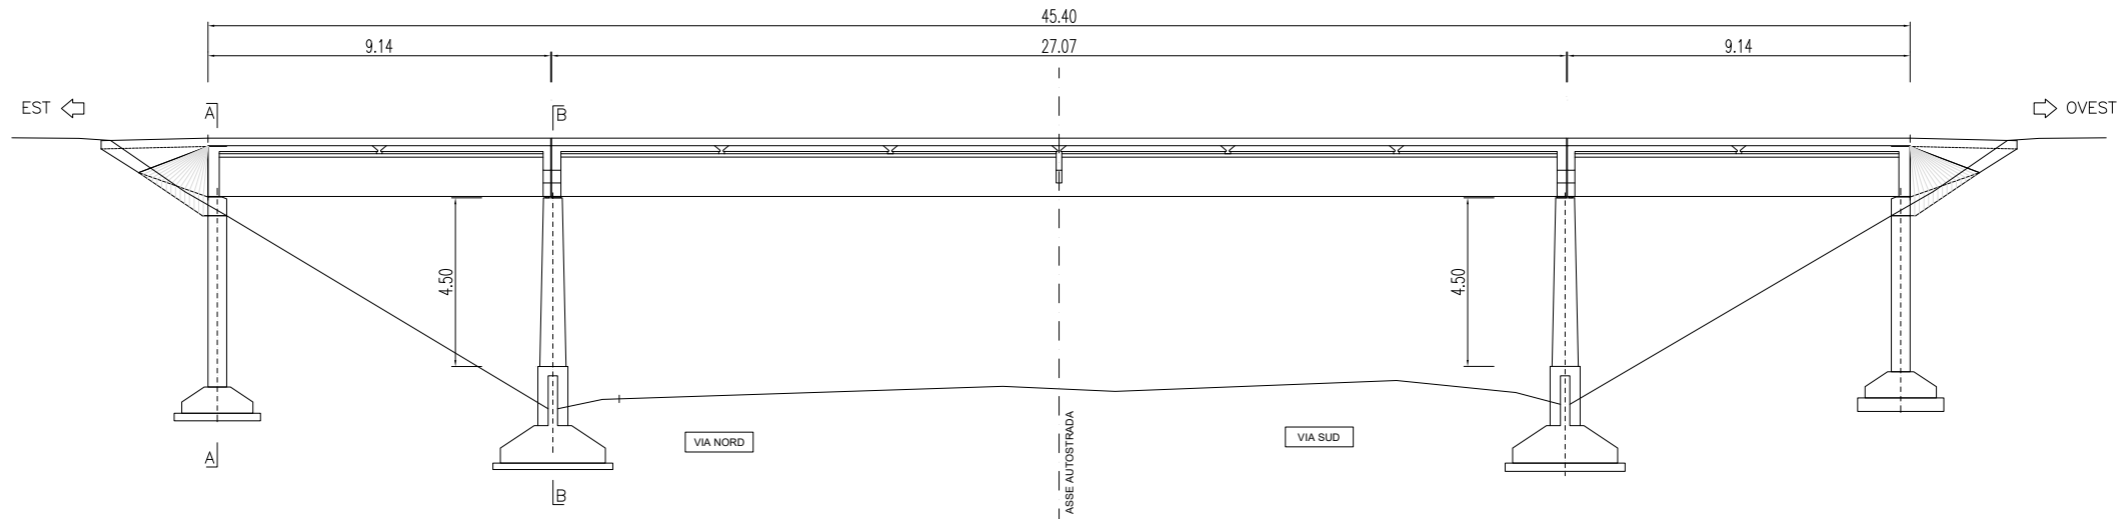 45.40
9.14
27.07
9.14
EST
A
B
OVEST
4.50
4.50
VIA NORD
VIA SUD
ASSE AUTOSTRADA
A
B